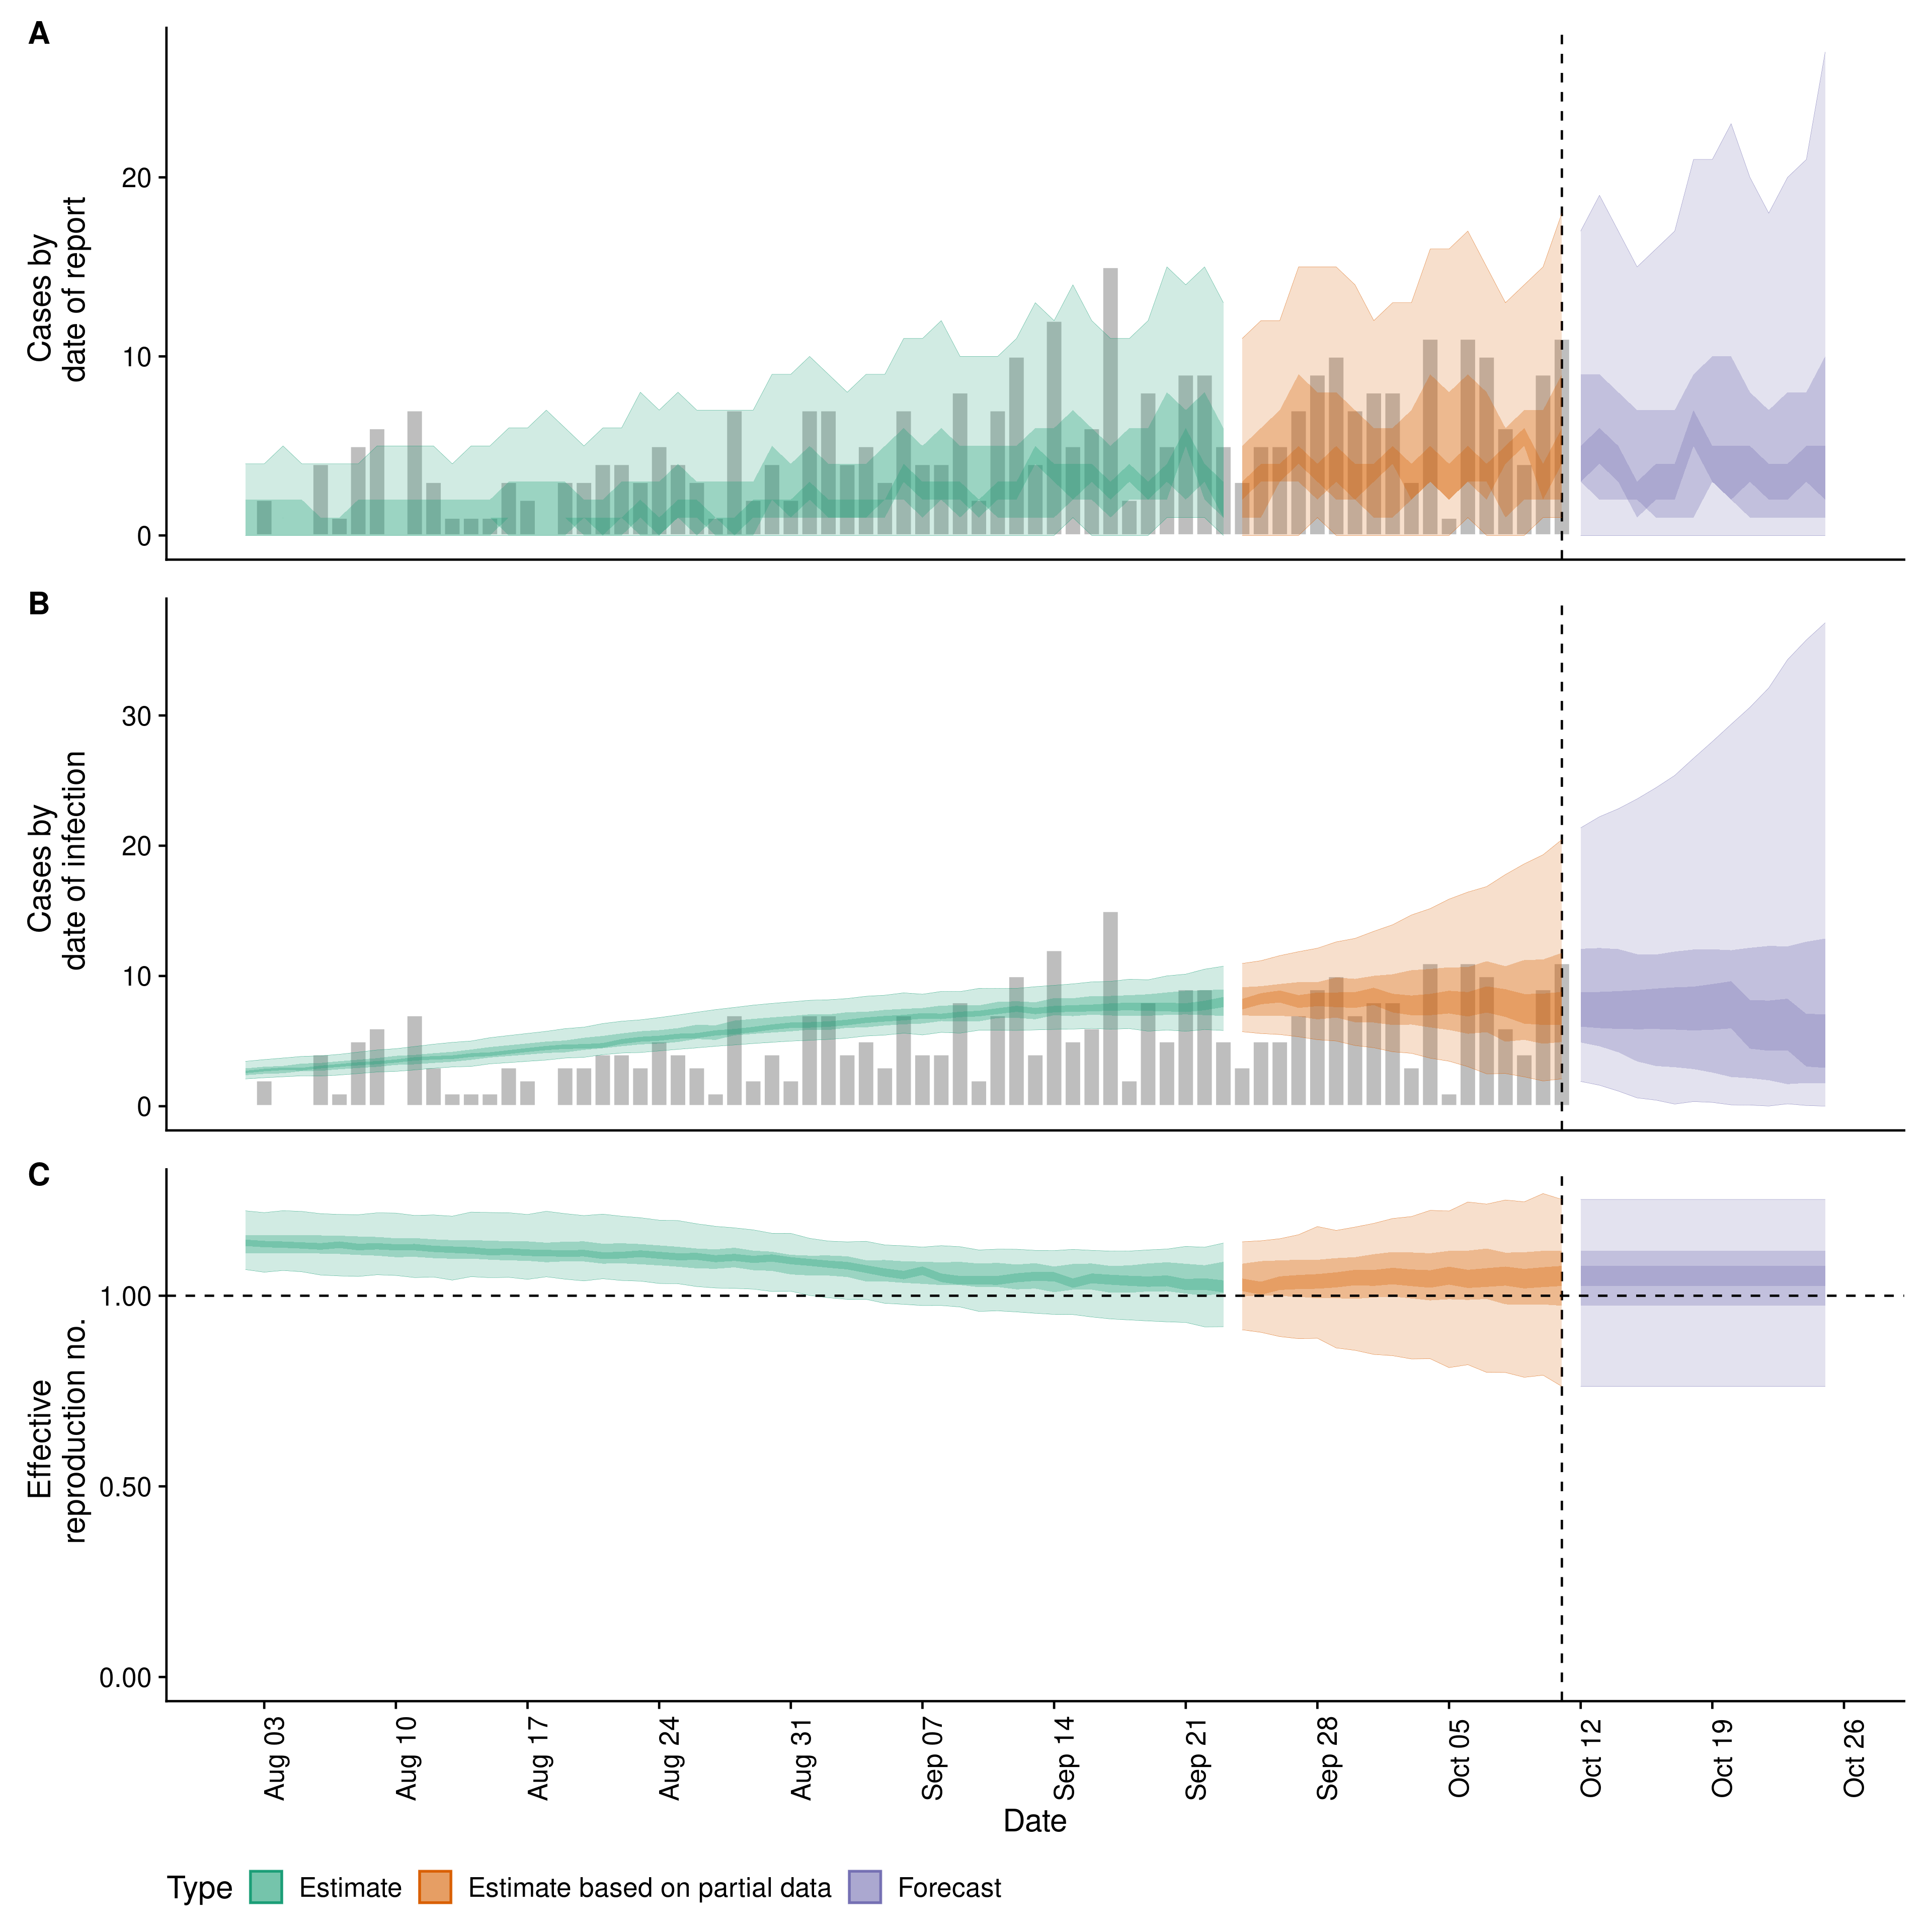 A
Cases by
date of report
20
10
0
B
Cases by
date of infection
30
20
10
0
C
Effective
reproduction no.
1.00
0.50
0.00
Aug 03
Aug 10
Aug 17
Aug 24
Aug 31
Sep 07
Sep 14
Sep 21
Sep 28
Oct 05
Oct 12
Oct 19
Oct 26
Date
Type Estimate Estimate based on partial data Forecast